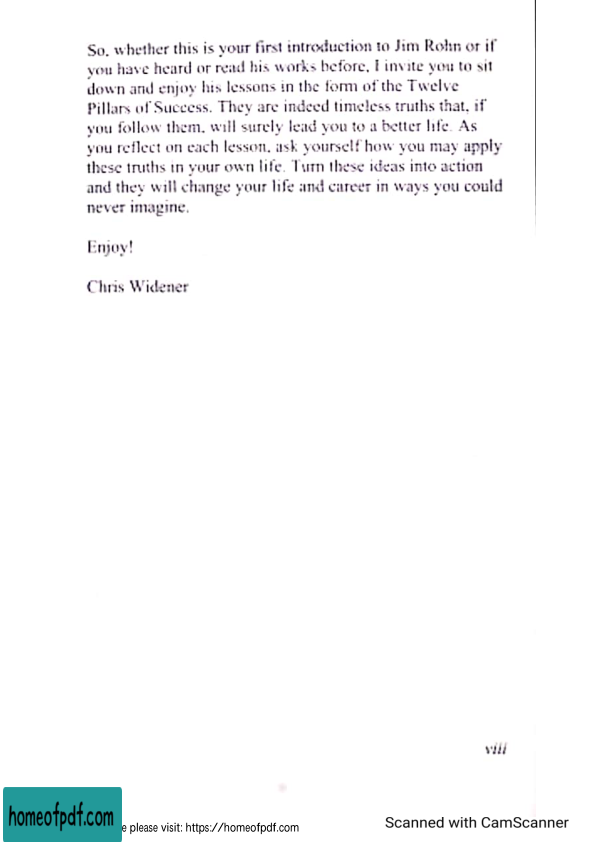 So, whether this is your first introduction to Jim Rohn or if
you have heard or read his works before, I invite you to sit
down and enjoy his lessons in the form of the Twelve
Pillars of Success. They are indeed timeless truths that, if
you follow them, will surely lead you to a better life. As
you reflect on each lesson, ask yourself how you may apply
these truths in your own life. Turn these ideas into action
and they will change your life and career in ways you could
never imagine.
Enjoy!
Chris Widener
viii
homeofpdf.com
e please visit: https://homeofpdf.com
Scanned with CamScanner